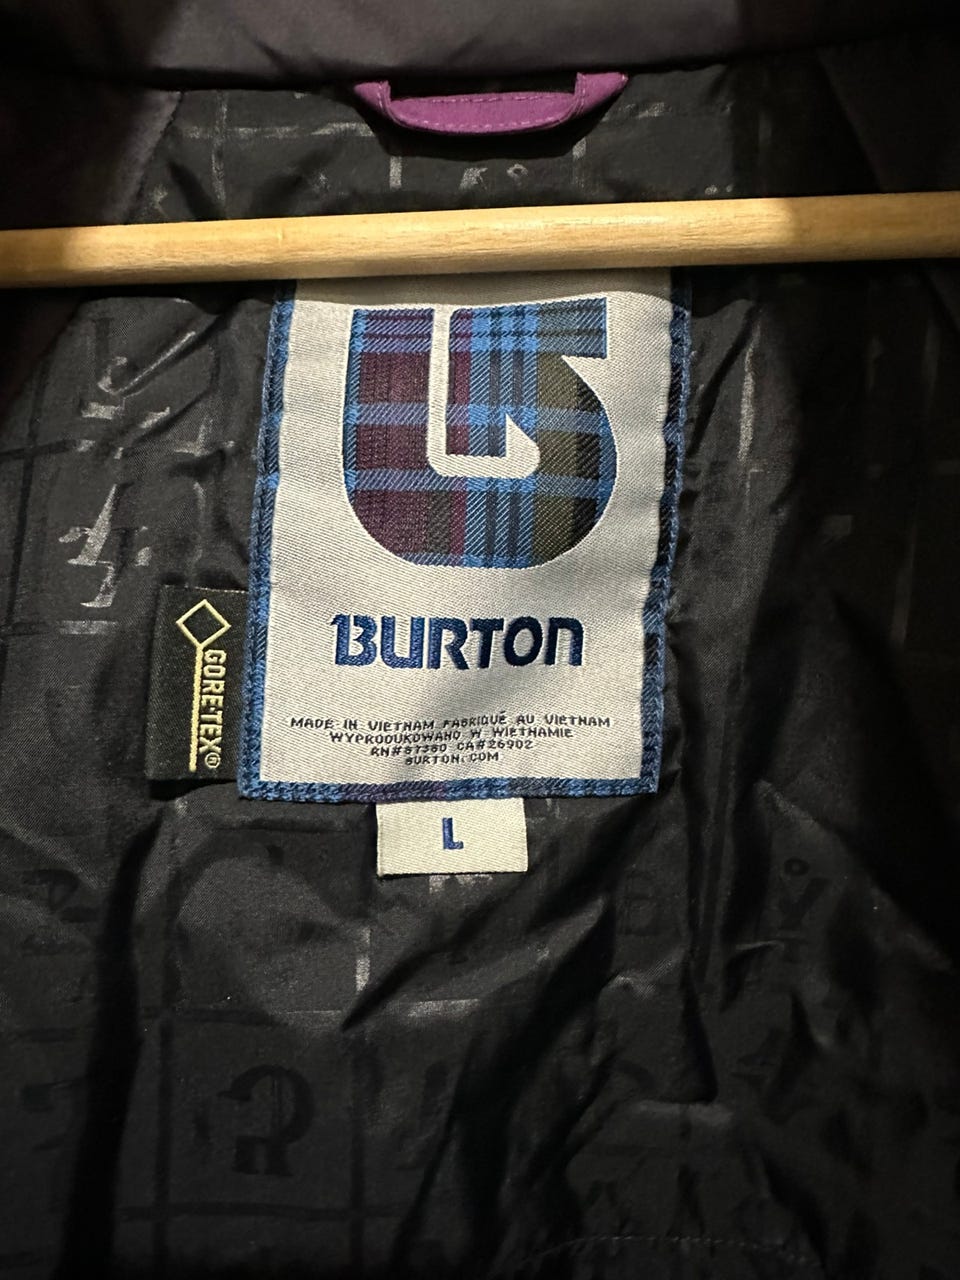 BURTON
GORE-TEX®
MADE IN VIETNAM FABRIQUÉ AU VIETNAM
WYPRODUKOWANO W WIETNAMIE
RN#87380 CA#26902
BURTON.COM
L